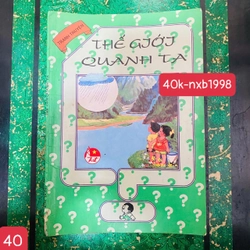 THẾ GIỚI
QUANH TA
40k-nxb1998
40